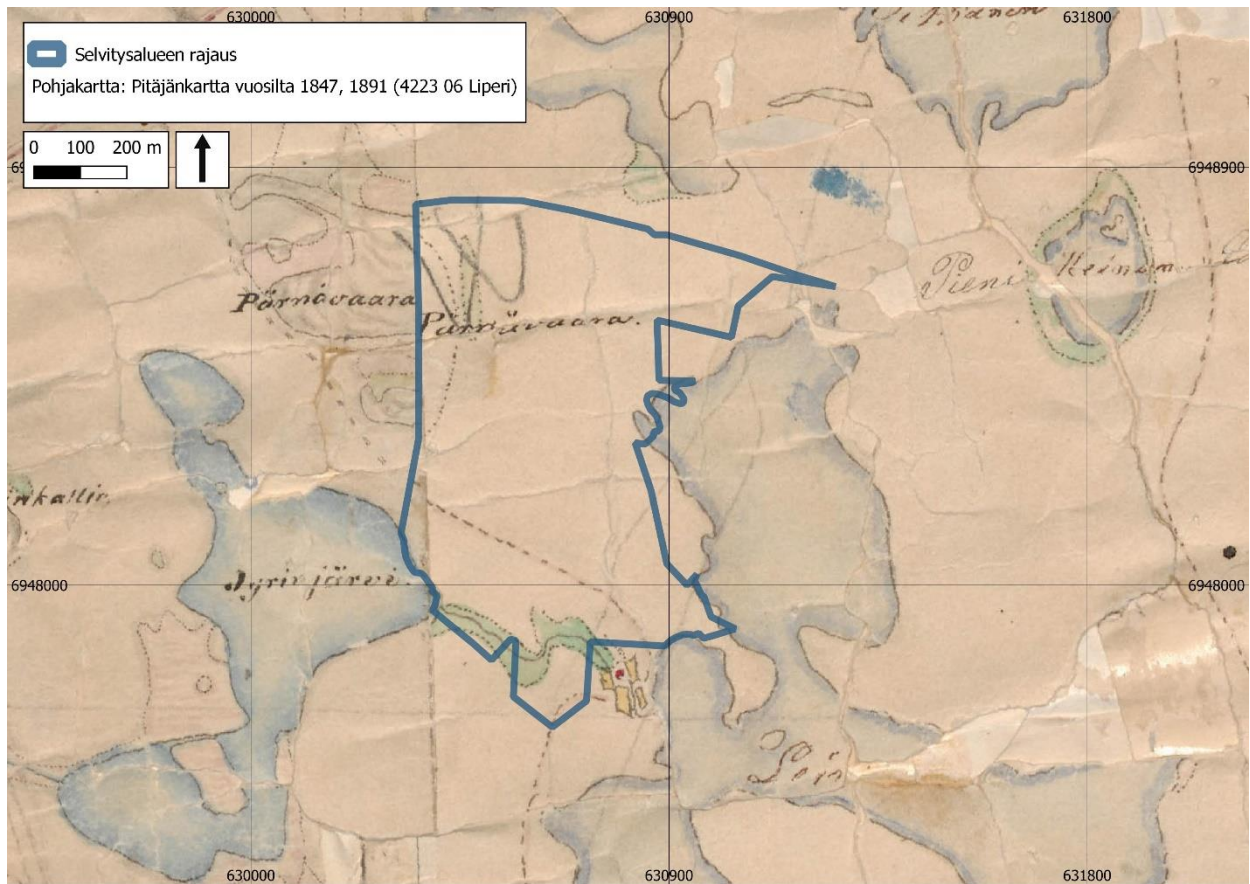 630000 630900 631800
Selvitysalueen rajaus
Pohjakartta: Pitäjänkartta vuosilta 1847, 1891 (4223 06 Liperi)
0 100 200 m
6948900
Pieni
Pärnävaara
Pärnävaara.
Jyrinjärvi
6948000 6948000
630000 630900 631800